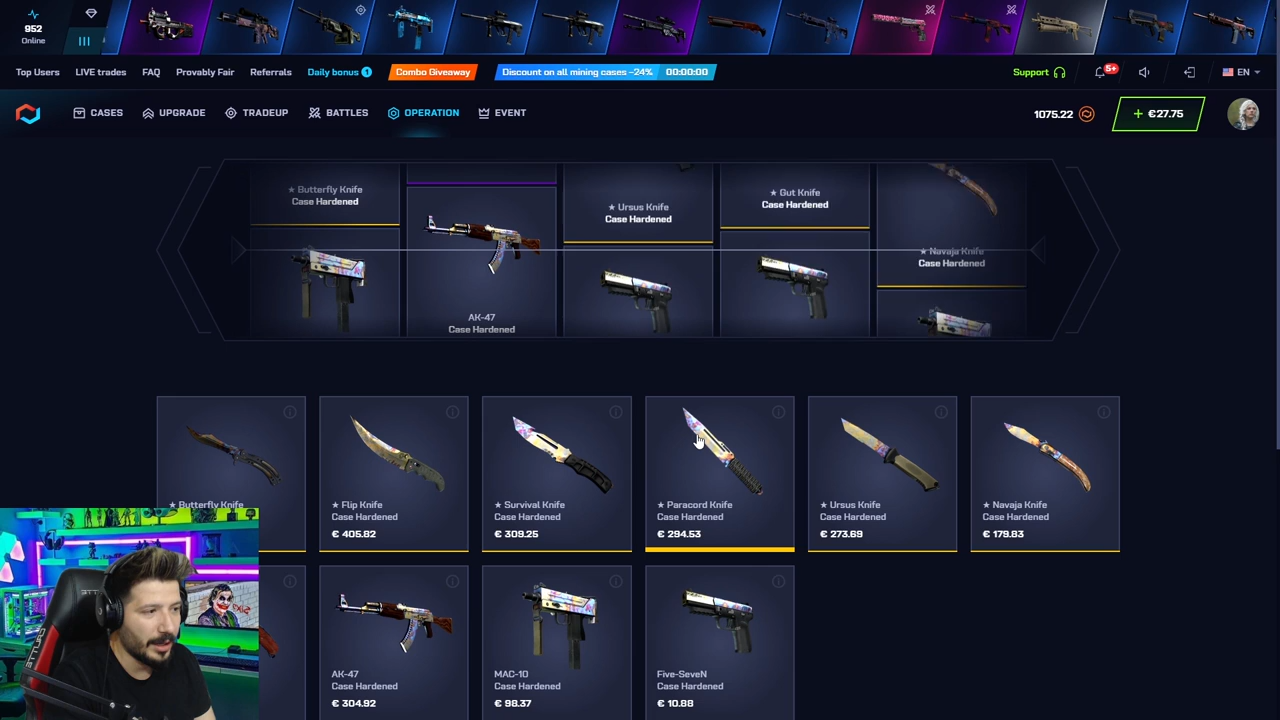 952
Online
Top Users
LIVE trades
FAQ
Provably Fair
Referrals
Daily bonus 1
Combo Giveaway
Discount on all mining cases –24% 00:00:00
Support
5+
EN
CASES
UPGRADE
TRADEUP
BATTLES
OPERATION
EVENT
1075.22
+ €27.75
★ Butterfly Knife
Case Hardened
AK-47
Case Hardened
★ Ursus Knife
Case Hardened
★ Gut Knife
Case Hardened
★ Navaja Knife
Case Hardened
★ Butterfly Knife
★ Flip Knife
Case Hardened
€ 405.82
★ Survival Knife
Case Hardened
€ 309.25
★ Paracord Knife
Case Hardened
€ 294.53
★ Ursus Knife
Case Hardened
€ 273.69
★ Navaja Knife
Case Hardened
€ 179.83
AK-47
Case Hardened
€ 304.92
MAC-10
Case Hardened
€ 98.37
Five-SeveN
Case Hardened
€ 10.88